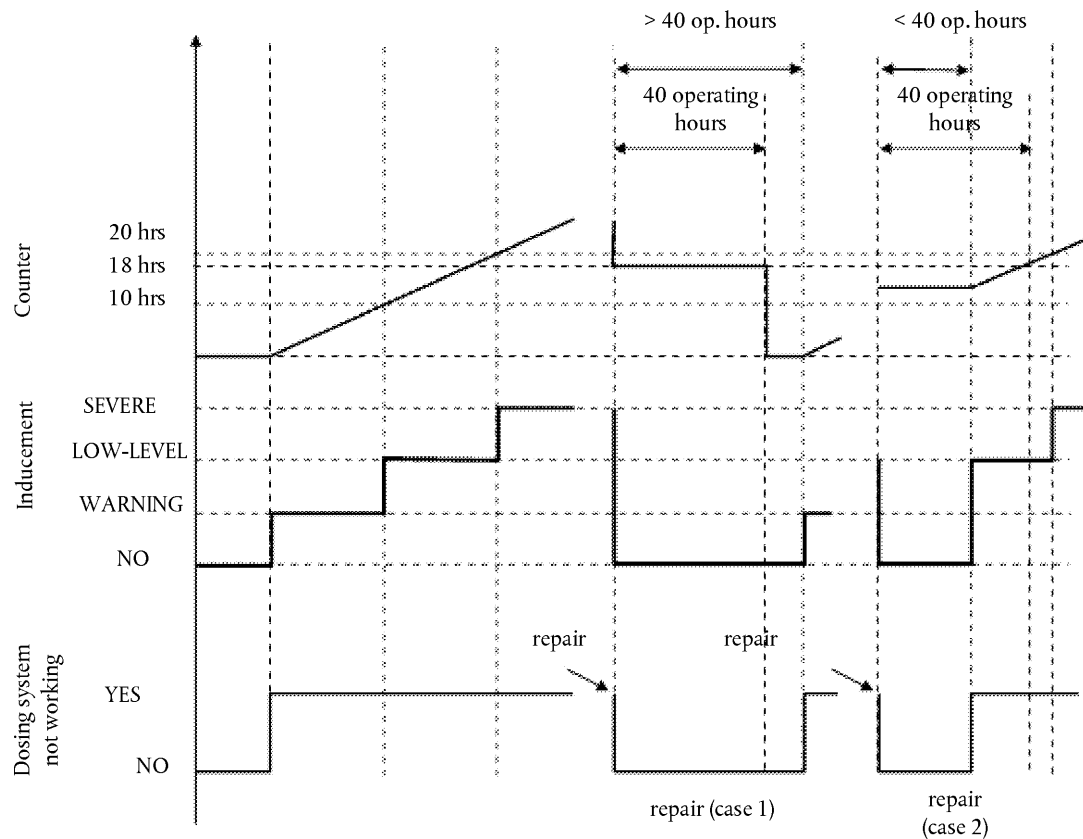 > 40 op. hours
< 40 op. hours
40 operating
hours
40 operating
hours
Counter
20 hrs
18 hrs
10 hrs
Inducement
SEVERE
LOW-LEVEL
WARNING
NO
Dosing system
not working
YES
NO
repair
repair
repair (case 1)
repair
(case 2)